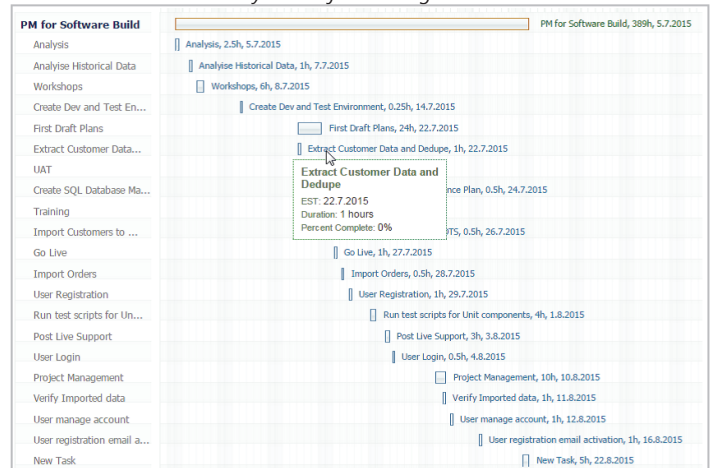 PM for Software Build PM for Software Build, 389h, 5.7.2015
Analysis Analysis, 2.5h, 5.7.2015
Analyise Historical Data Analyise Historical Data, 1h, 7.7.2015
Workshops Workshops, 6h, 8.7.2015
Create Dev and Test En... Create Dev and Test Environment, 0.25h, 14.7.2015
First Draft Plans First Draft Plans, 24h, 22.7.2015
Extract Customer Data... Extract Customer Data and Dedupe, 1h, 22.7.2015
UAT
Extract Customer Data and
Dedupe
EST: 22.7.2015
Duration: 1 hours
Percent Complete: 0%
Create SQL Database Ma... nce Plan, 0.5h, 24.7.2015
Training
Import Customers to ... OTS, 0.5h, 26.7.2015
Go Live Go Live, 1h, 27.7.2015
Import Orders Import Orders, 0.5h, 28.7.2015
User Registration User Registration, 1h, 29.7.2015
Run test scripts for Un... Run test scripts for Unit components, 4h, 1.8.2015
Post Live Support Post Live Support, 3h, 3.8.2015
User Login User Login, 0.5h, 4.8.2015
Project Management Project Management, 10h, 10.8.2015
Verify Imported data Verify Imported data, 1h, 11.8.2015
User manage account User manage account, 1h, 12.8.2015
User registration email a... User registration email activation, 1h, 16.8.2015
New Task New Task, 5h, 22.8.2015